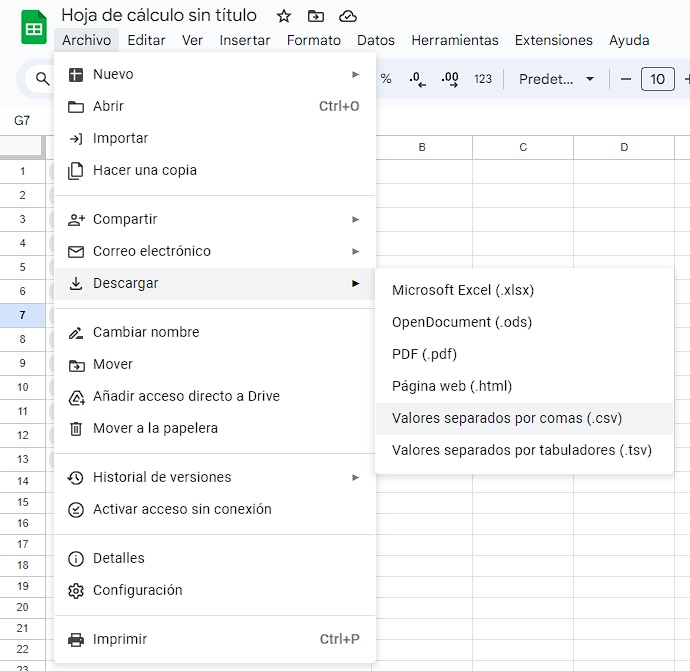 Hoja de cálculo sin título
Archivo Editar Ver Insertar Formato Datos Herramientas Extensiones Ayuda
% .0 .00 123 Predet... 10
G7
B C D
Nuevo
Abrir Ctrl+O
Importar
Hacer una copia
Compartir
Correo electrónico
Descargar
Cambiar nombre
Mover
Añadir acceso directo a Drive
Mover a la papelera
Historial de versiones
Activar acceso sin conexión
Detalles
Configuración
Imprimir Ctrl+P
Microsoft Excel (.xlsx)
OpenDocument (.ods)
PDF (.pdf)
Página web (.html)
Valores separados por comas (.csv)
Valores separados por tabuladores (.tsv)
1
2
3
4
5
6
7
8
9
10
11
12
13
14
15
16
17
18
19
20
21
22
23